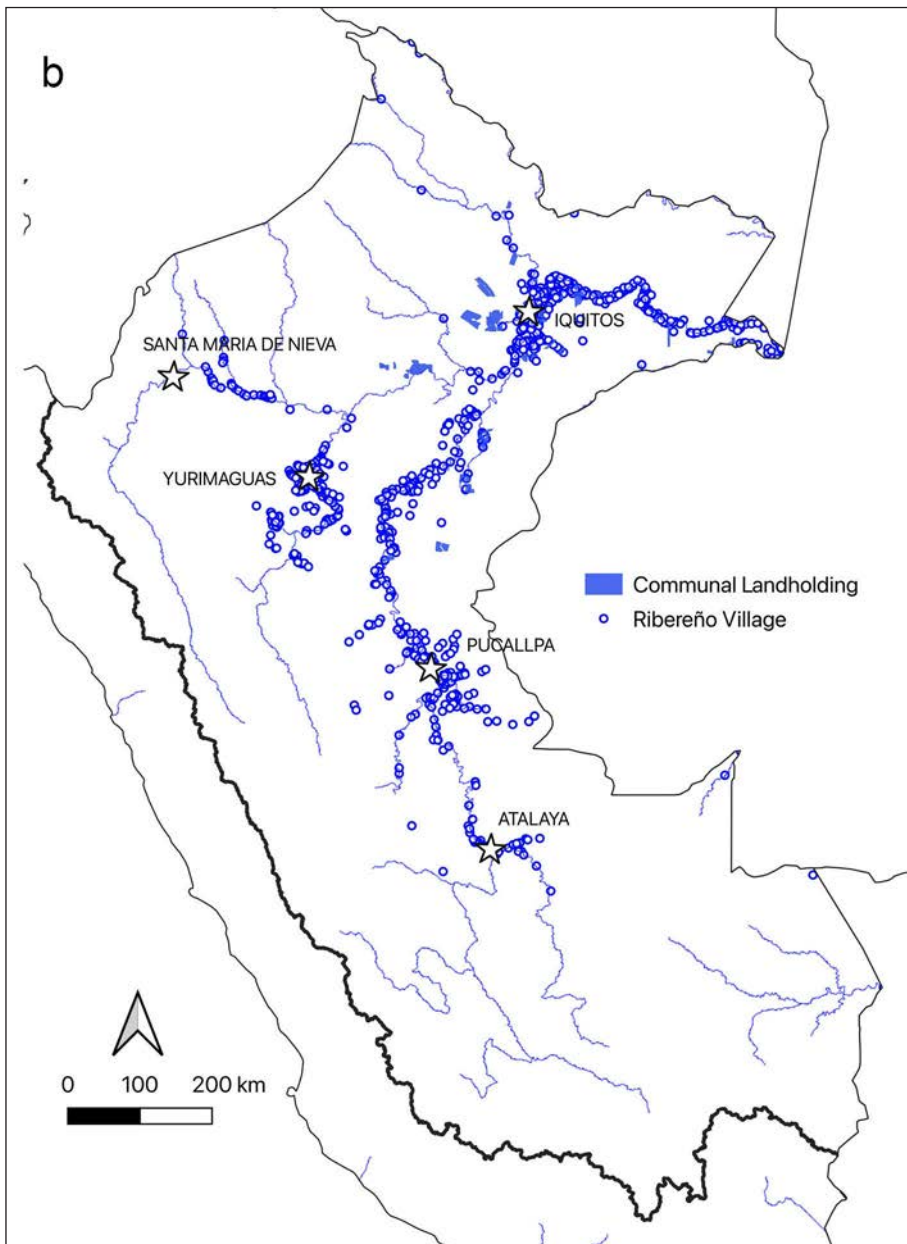 b
SANTA MARIA DE NIEVA
IQUITOS
YURIMAGUAS
Communal Landholding
Ribereño Village
PUCALLPA
ATALAYA
0 100 200 km